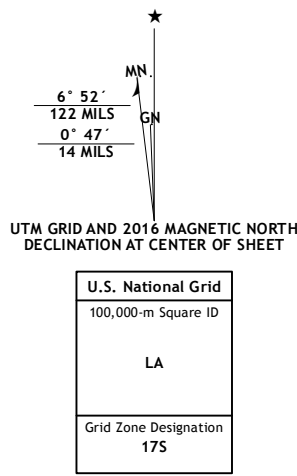 ★
MN.
GN
6° 52´
122 MILS
0° 47´
14 MILS
UTM GRID AND 2016 MAGNETIC NORTH
DECLINATION AT CENTER OF SHEET
U.S. National Grid
100,000-m Square ID
LA
Grid Zone Designation
17S